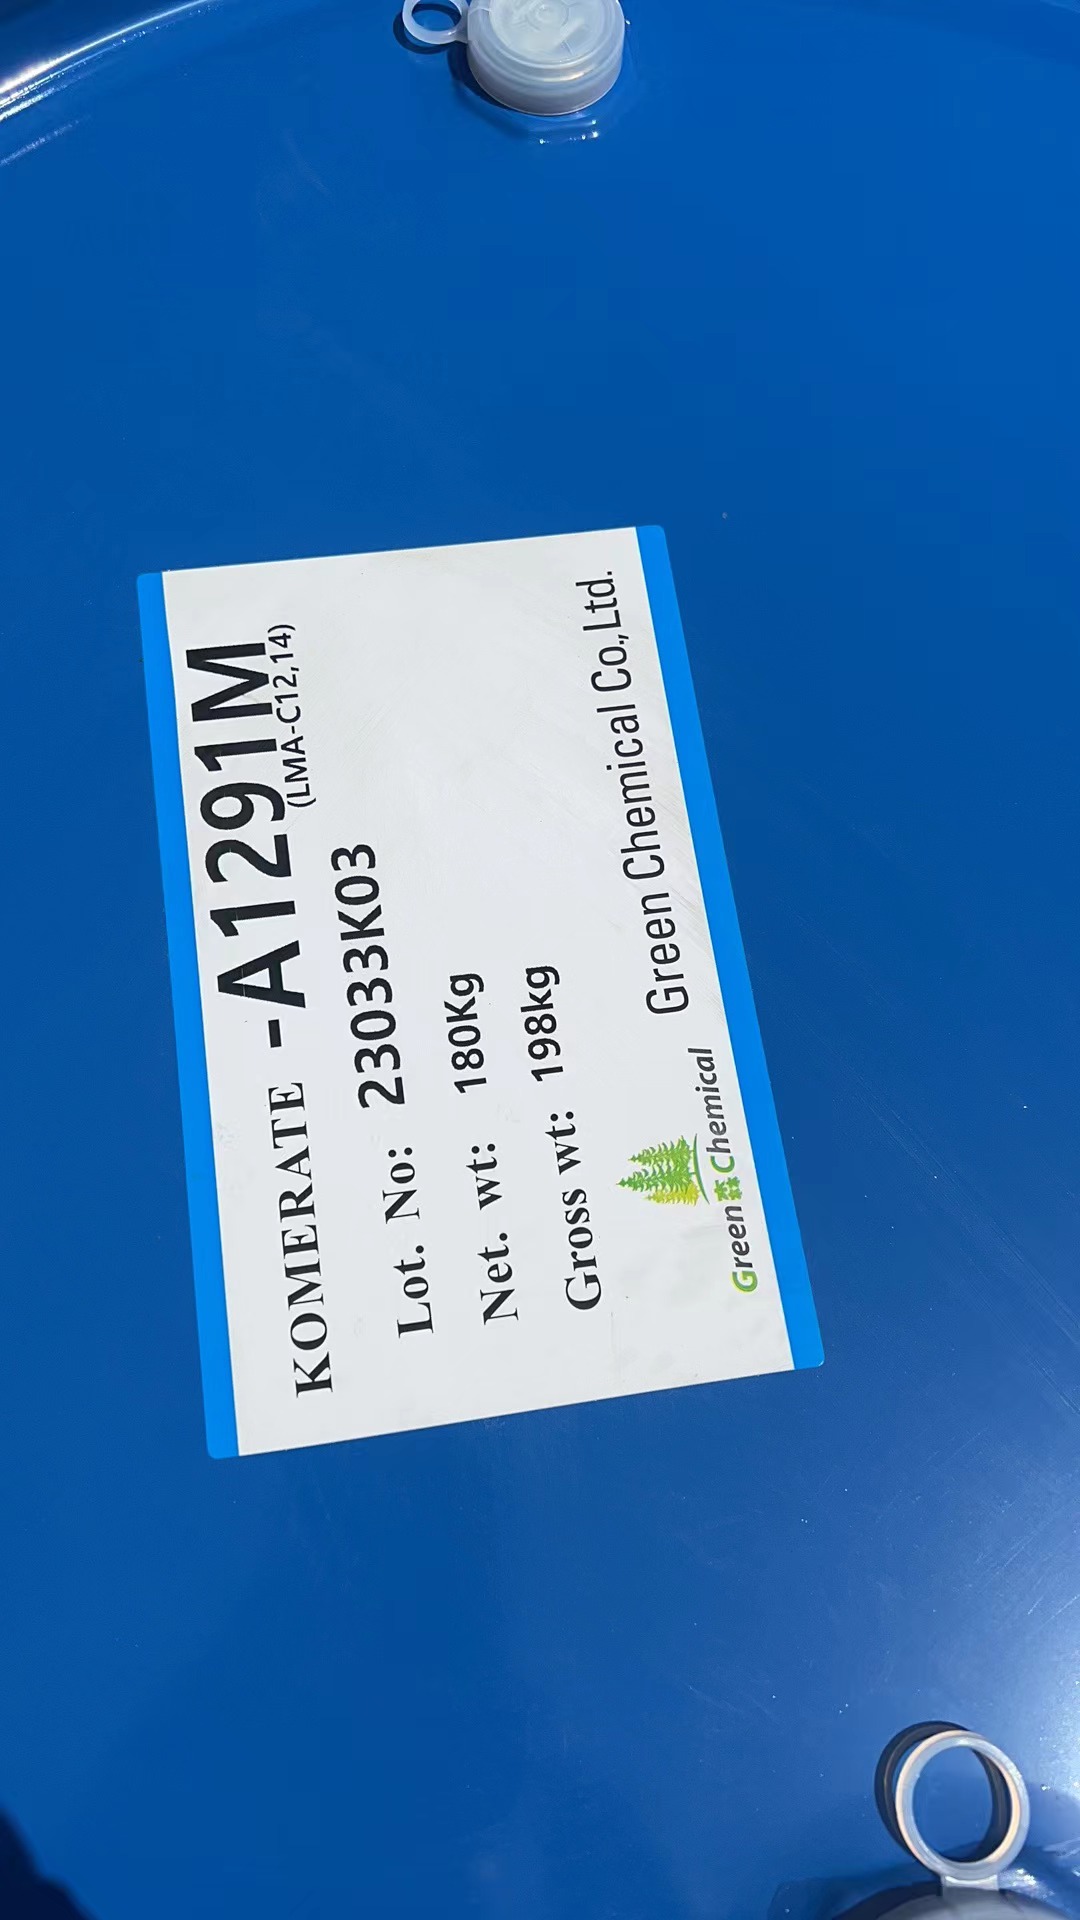 KOMERATE -A1291M
(LMA-C12,14)
Lot. No: 23033K03
Net. wt: 180Kg
Gross wt: 198kg
Green Chemical Green Chemical Co.,Ltd.